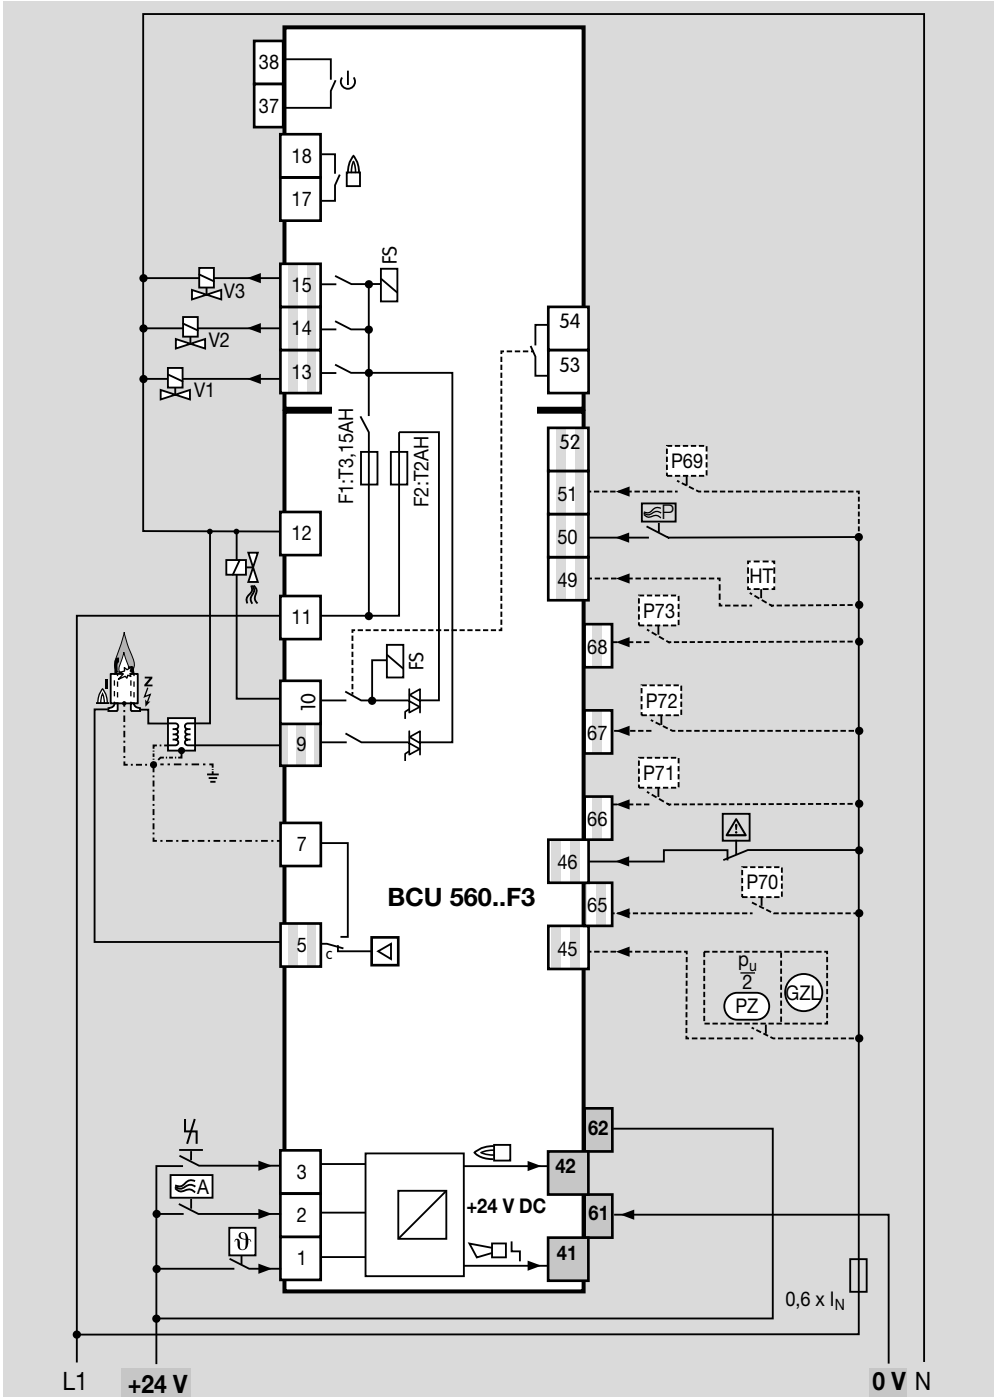 38
37
18
17
FS
15
V3
14
V2
13
V1
54
53
F1:T3,15AH
F2:T2AH
52
P69
51
P
50
12
49
HT
11
P73
68
FS
Z
10
P72
67
9
P71
66
7
46
BCU 560..F3
P70
65
5
c
45
pu
2
PZ
GZL
62
3
42
A
+24 V DC
2
61
ϑ
1
41
0,6 x IN
L1
+24 V
0 V
N